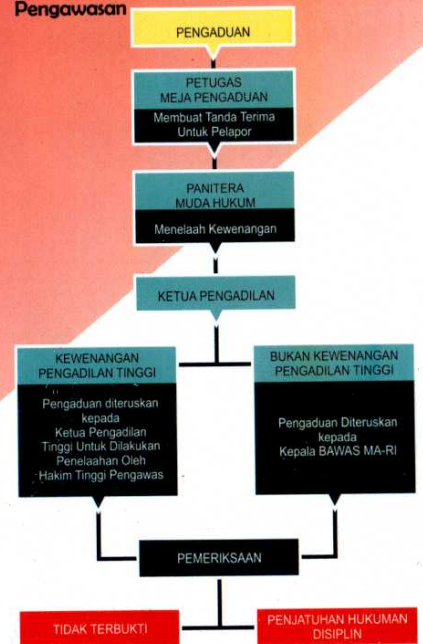 Pengawasan
PENGADUAN
PETUGAS
MEJA PENGADUAN
Membuat Tanda Terima
Untuk Pelapor
PANITERA
MUDA HUKUM
Menelaah Kewenangan
KETUA PENGADILAN
KEWENANGAN
PENGADILAN TINGGI
Pengaduan diteruskan
kepada
Ketua Pengadilan
Tinggi Untuk Dilakukan
Penelaahan Oleh
Hakim Tinggi Pengawas
BUKAN KEWENANGAN
PENGADILAN TINGGI
Pengaduan Diteruskan
kepada
Kepala BAWAS MA-RI
PEMERIKSAAN
TIDAK TERBUKTI
PENJATUHAN HUKUMAN
DISIPLIN